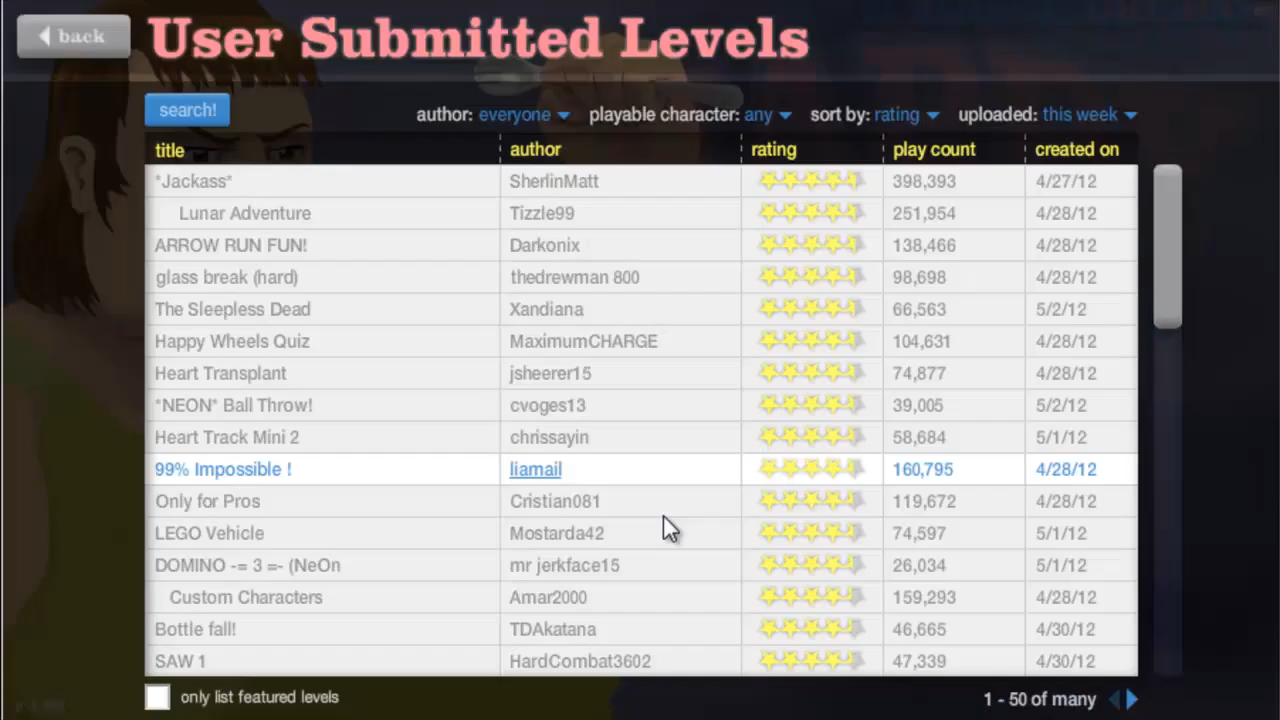 back
User Submitted Levels
search!
author: everyone playable character: any sort by: rating uploaded: this week
title author rating play count created on
*Jackass* SherlinMatt 398,393 4/27/12
Lunar Adventure Tizzle99 251,954 4/28/12
ARROW RUN FUN! Darkonix 138,466 4/28/12
glass break (hard) thedrewman 800 98,698 4/28/12
The Sleepless Dead Xandiana 66,563 5/2/12
Happy Wheels Quiz MaximumCHARGE 104,631 4/28/12
Heart Transplant jsheerer15 74,877 4/28/12
*NEON* Ball Throw! cvoges13 39,005 5/2/12
Heart Track Mini 2 chrissayin 58,684 5/1/12
99% Impossible ! liamail 160,795 4/28/12
Only for Pros Cristian081 119,672 4/28/12
LEGO Vehicle Mostarda42 74,597 5/1/12
DOMINO -= 3 =- (NeOn mr jerkface15 26,034 5/1/12
Custom Characters Amar2000 159,293 4/28/12
Bottle fall! TDAkatana 46,665 4/30/12
SAW 1 HardCombat3602 47,339 4/30/12
only list featured levels 1 - 50 of many